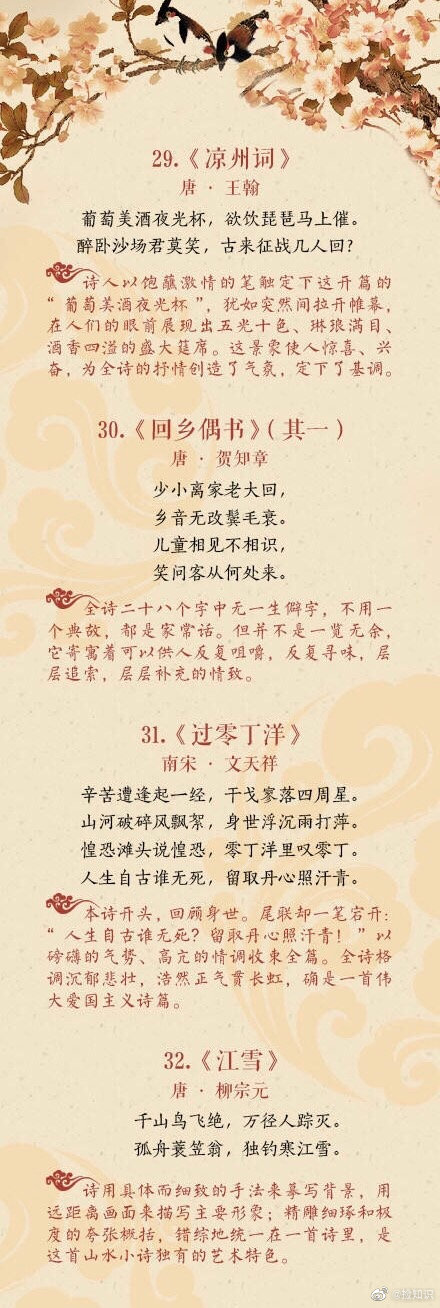 29.《凉州词》
唐 · 王翰
葡萄美酒夜光杯，欲饮琵琶马上催。
醉卧沙场君莫笑，古来征战几人回？
诗人以饱蘸激情的笔触定下这开篇的
“葡萄美酒夜光杯”，犹如突然间拉开帷幕，
在人们的眼前展现出五光十色、琳琅满目、
酒香四溢的盛大筵席。这景象使人惊喜、兴
奋，为全诗的抒情创造了气氛，定下了基调。
30.《回乡偶书》（其一）
唐 · 贺知章
少小离家老大回，
乡音无改鬓毛衰。
儿童相见不相识，
笑问客从何处来。
全诗二十八个字中无一生僻字，不用一
个典故，都是家常话。但并不是一览无余，
它寄寓着可以供人反复咀嚼，反复寻味，层
层追索，层层补充的情致。
31.《过零丁洋》
南宋 · 文天祥
辛苦遭逢起一经，干戈寥落四周星。
山河破碎风飘絮，身世浮沉雨打萍。
惶恐滩头说惶恐，零丁洋里叹零丁。
人生自古谁无死，留取丹心照汗青。
本诗开头，回顾身世。尾联却一笔宕开：
“人生自古谁无死？留取丹心照汗青！”以
磅礴的气势、高亢的情调收束全篇。全诗格
调沉郁悲壮，浩然正气贯长虹，确是一首伟
大爱国主义诗篇。
32.《江雪》
唐 · 柳宗元
千山鸟飞绝，万径人踪灭。
孤舟蓑笠翁，独钓寒江雪。
诗用具体而细致的手法来摹写背景，用
远距离画面来描写主要形象；精雕细琢和极
度的夸张概括，错综地统一在一首诗里，是
这首山水小诗独有的艺术特色。
@捡知识